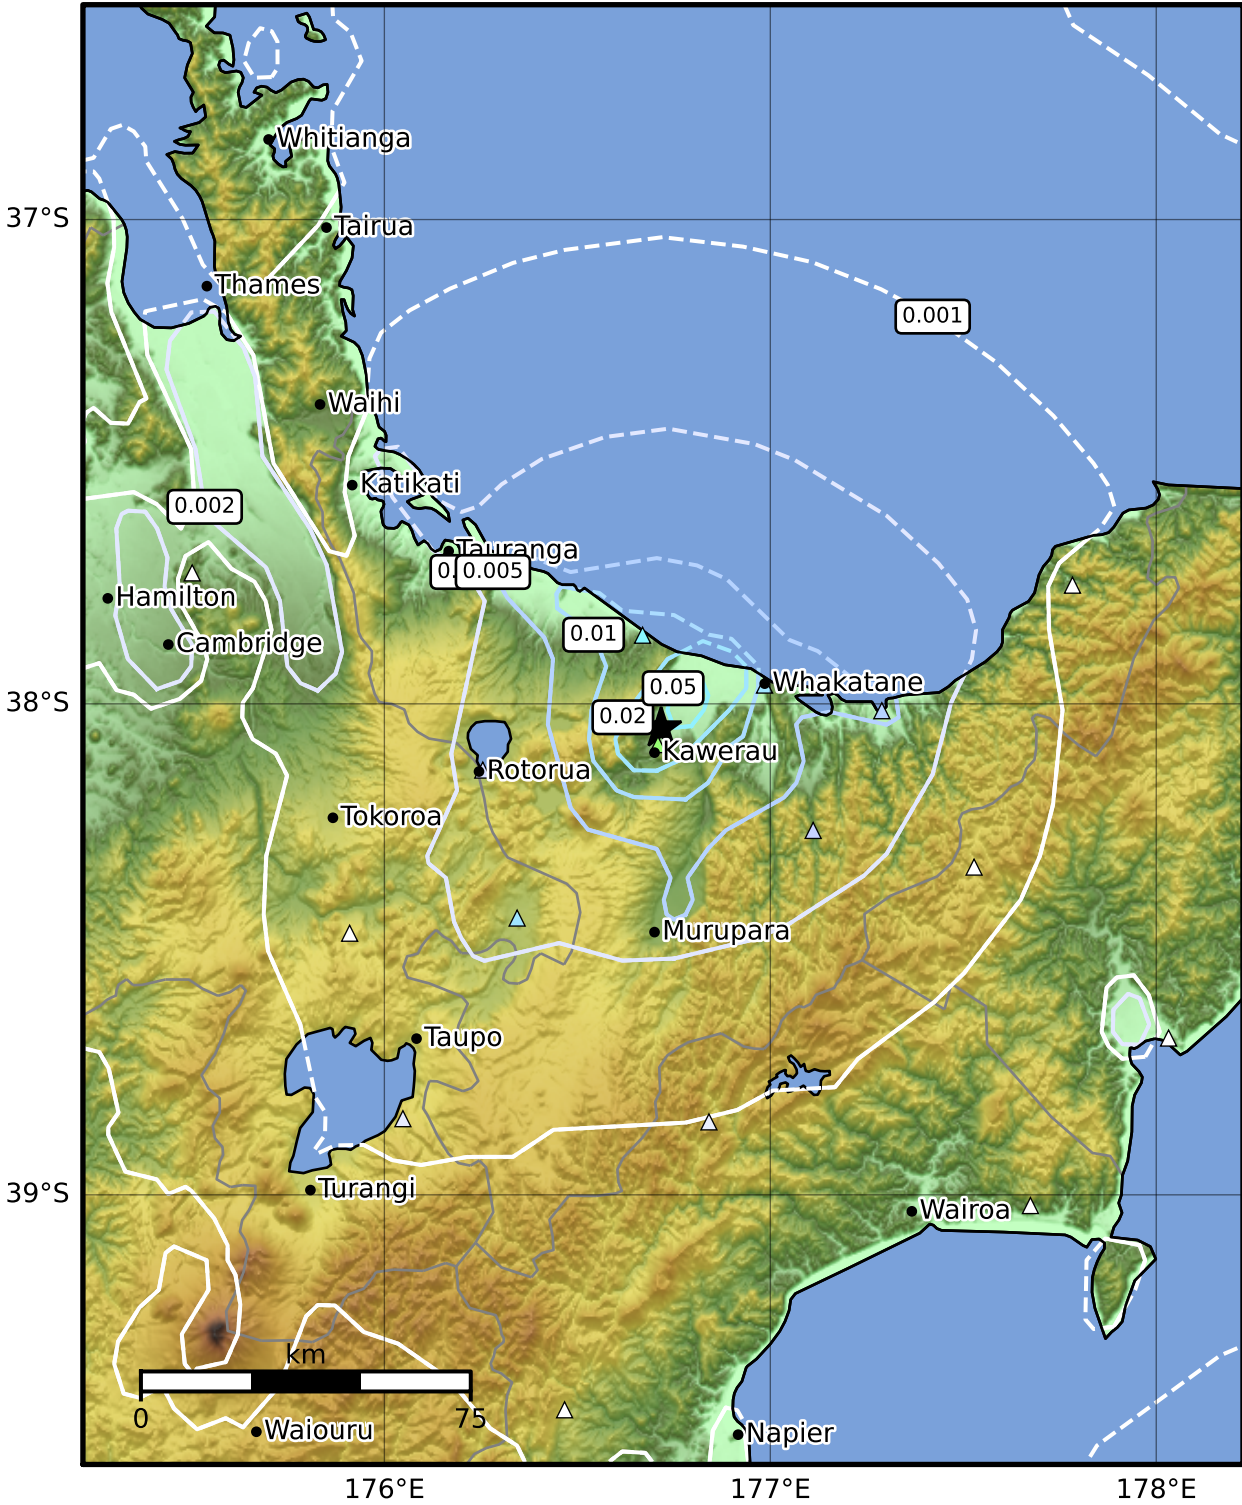 Whitianga
37°S
Tairua
Thames
0.001
Waihi
Katikati
0.002
Tauranga
0.005
Hamilton
0.01
Cambridge
Whakatane
0.05
38°S
0.02
Kawerau
Rotorua
Tokoroa
Murupara
Taupo
Turangi
39°S
Wairoa
km
0
75
Waiouru
Napier
176°E
177°E
178°E